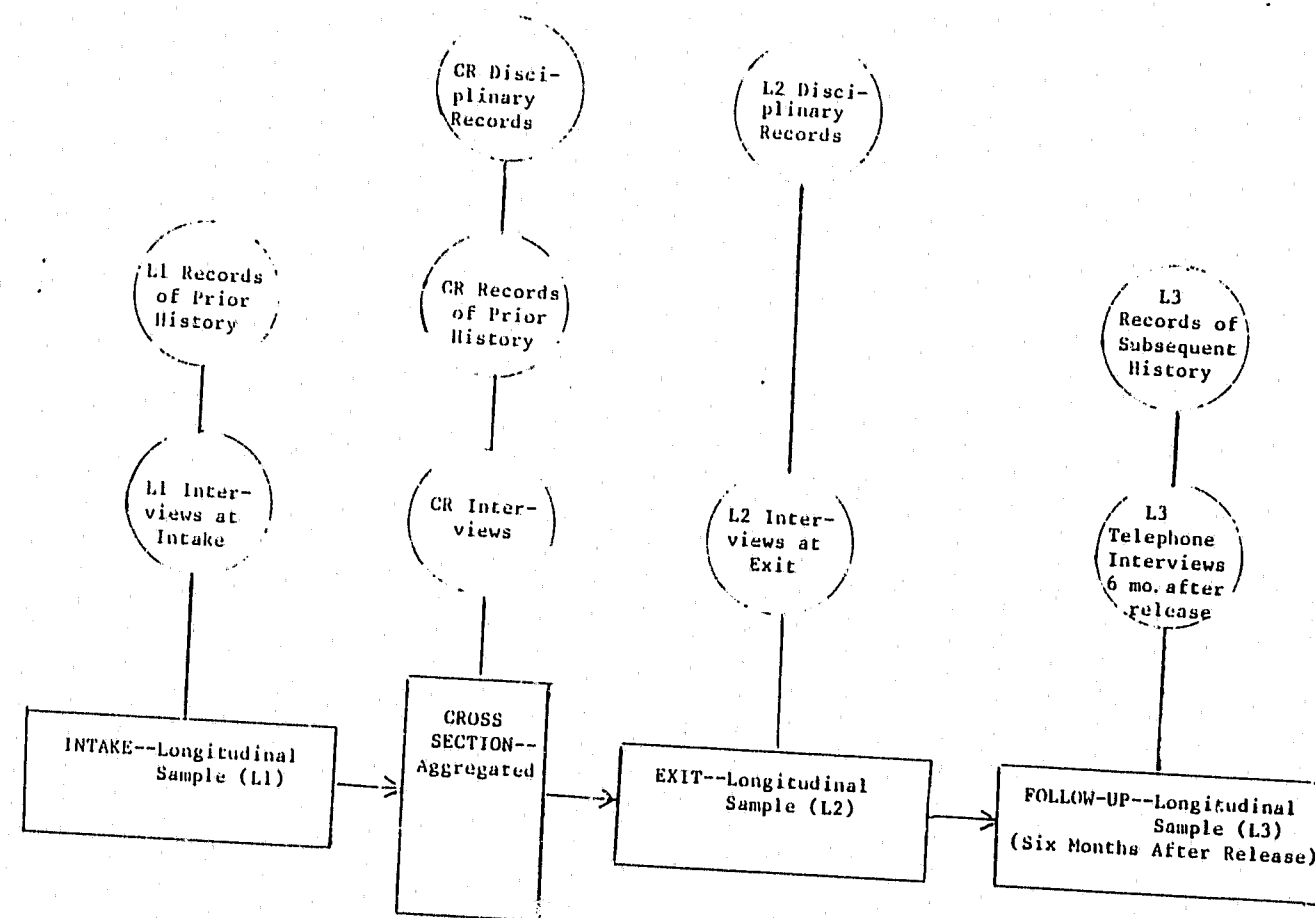 CR Disci-
plinary
Records
L2 Disci-
plinary
Records
L1 Records
of Prior
History
CR Records
of Prior
History
L3
Records of
Subsequent
History
L1 Inter-
views at
Intake
CR Inter-
views
L2 Inter-
views at
Exit
L3
Telephone
Interviews
6 mo. after
release
INTAKE--Longitudinal
Sample (L1)
CROSS
SECTION--
Aggregated
EXIT--Longitudinal
Sample (L2)
FOLLOW-UP--Longitudinal
Sample (L3)
(Six Months After Release)